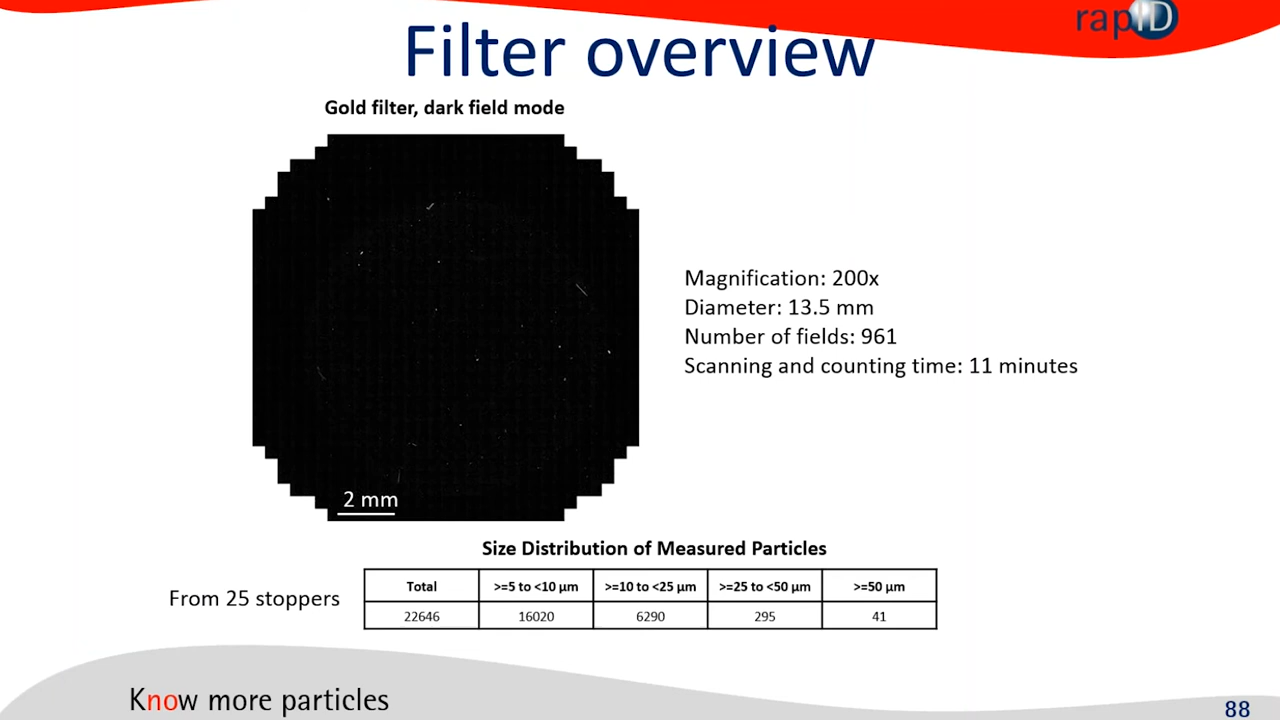 rapID
Filter overview
Gold filter, dark field mode
2 mm
Magnification: 200x
Diameter: 13.5 mm
Number of fields: 961
Scanning and counting time: 11 minutes
Size Distribution of Measured Particles
From 25 stoppers
Total >=5 to <10 µm >=10 to <25 µm >=25 to <50 µm >=50 µm
22646 16020 6290 295 41
Know more particles
88